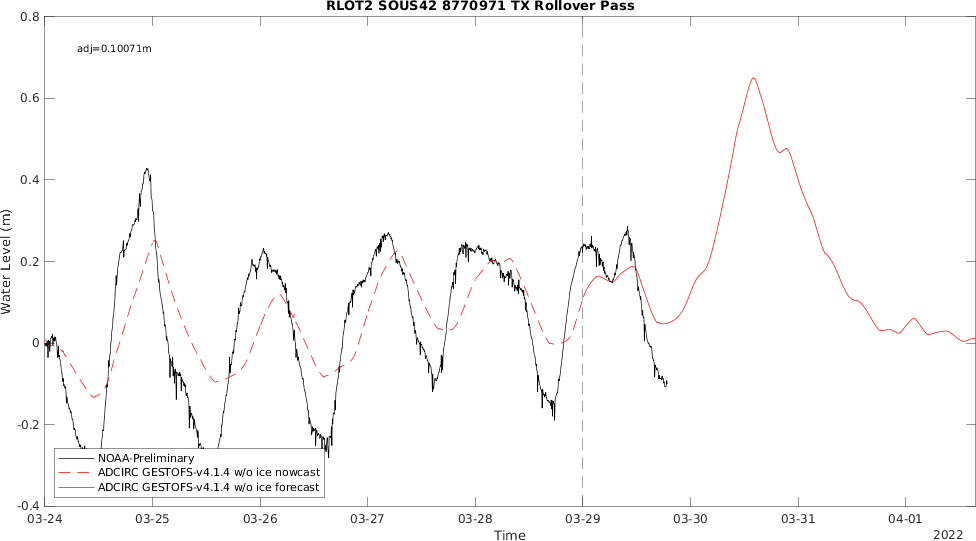 RLOT2 SOUS42 8770971 TX Rollover Pass
adj=0.10071m
Water Level (m)
0.8
0.6
0.4
0.2
0
-0.2
-0.4
NOAA-Preliminary
ADCIRC GESTOFS-v4.1.4 w/o ice nowcast
ADCIRC GESTOFS-v4.1.4 w/o ice forecast
03-24 03-25 03-26 03-27 03-28 03-29 03-30 03-31 04-01
Time
2022